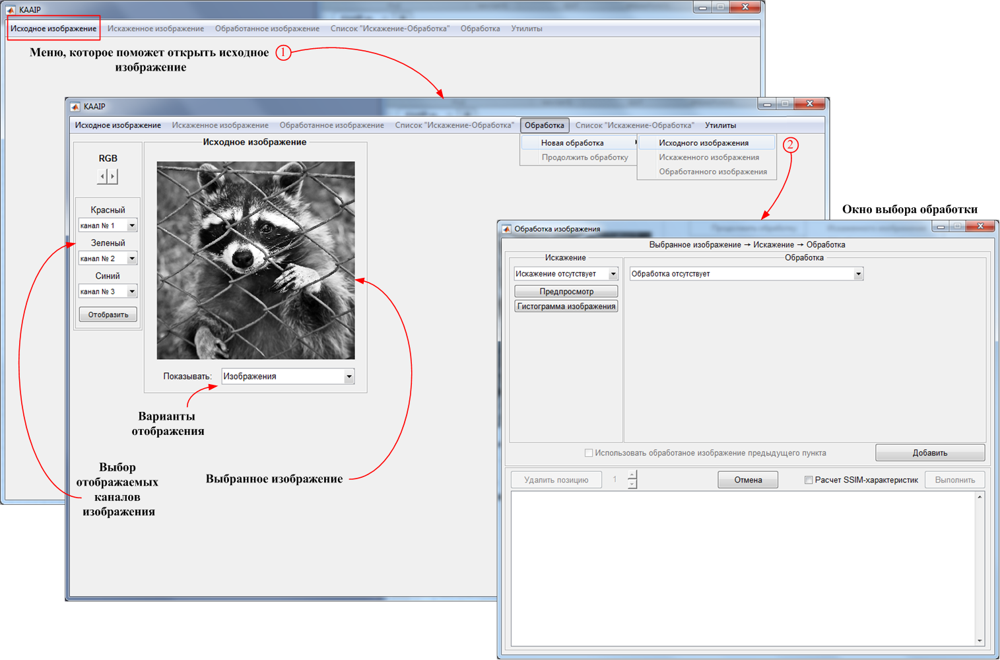 KAAIP
Исходное изображение Искаженное изображение Обработанное изображение Список "Искажение-Обработка" Обработка Утилиты
Меню, которое поможет открыть исходное 1
изображение
KAAIP
Исходное изображение Искаженное изображение Обработанное изображение Список "Искажение-Обработка" Обработка Список "Искажение-Обработка" Утилиты
Новая обработка
Продолжить обработку
Исходного изображения 2
Искаженного изображения
Обработанного изображения
RGB
Красный
канал № 1
Зеленый
канал № 2
Синий
канал № 3
Отобразить
Исходное изображение
Показывать: Изображения
Варианты
отображения
Выбор
отображаемых
каналов
изображения
Выбранное изображение
Окно выбора обработки
Обработка изображения
Выбранное изображение → Искажение → Обработка
Искажение
Искажение отсутствует
Предпросмотр
Гистограмма изображения
Обработка
Обработка отсутствует
Использовать обработаное изображение предыдущего пункта
Добавить
Удалить позицию 1 Отмена Расчет SSIM-характеристик Выполнить